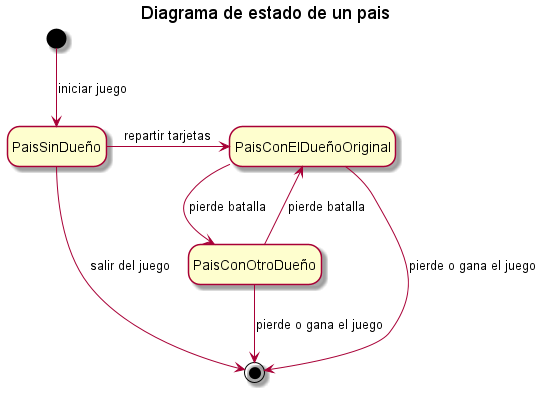 Diagrama de estado de un pais
iniciar juego
PaisSinDueño
repartir tarjetas
PaisConElDueñoOriginal
pierde batalla
pierde batalla
PaisConOtroDueño
salir del juego
pierde o gana el juego
pierde o gana el juego